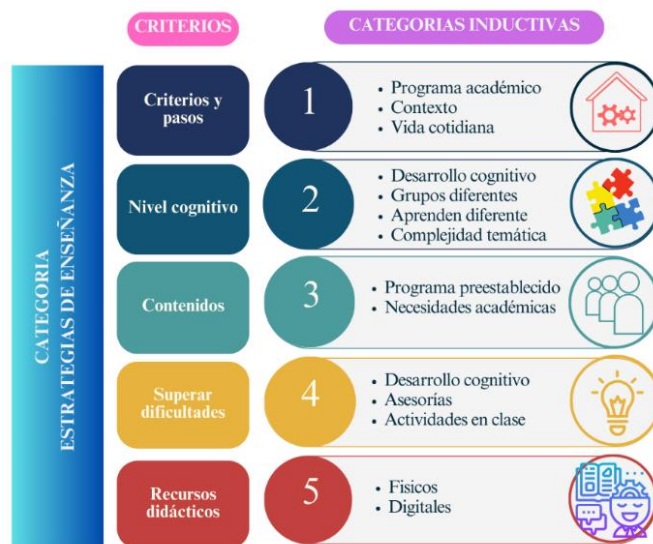 CRITERIOS
CATEGORIAS INDUCTIVAS
CATEGORIA
ESTRATEGIAS DE ENSEÑANZA
Criterios y
pasos
1
• Programa académico
• Contexto
• Vida cotidiana
Nivel cognitivo
2
• Desarrollo cognitivo
• Grupos diferentes
• Aprenden diferente
• Complejidad temática
Contenidos
3
• Programa preestablecido
• Necesidades académicas
Superar
dificultades
4
• Desarrollo cognitivo
• Asesorías
• Actividades en clase
Recursos
didácticos
5
• Físicos
• Digitales